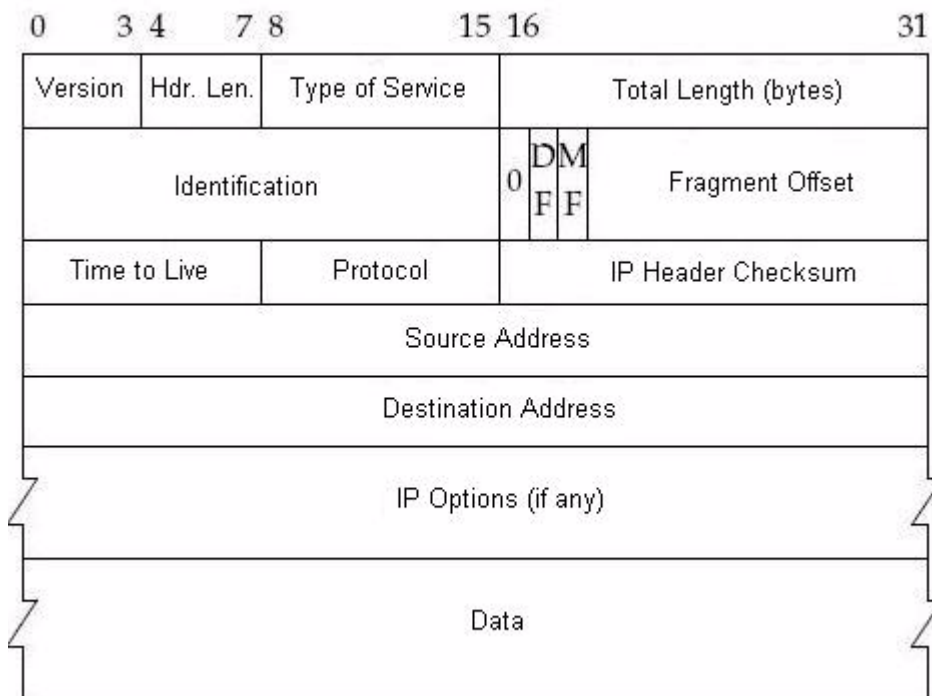 0 3 4 7 8 15 16 31
Version Hdr. Len. Type of Service Total Length (bytes)
Identification 0 DF MF Fragment Offset
Time to Live Protocol IP Header Checksum
Source Address
Destination Address
IP Options (if any)
Data